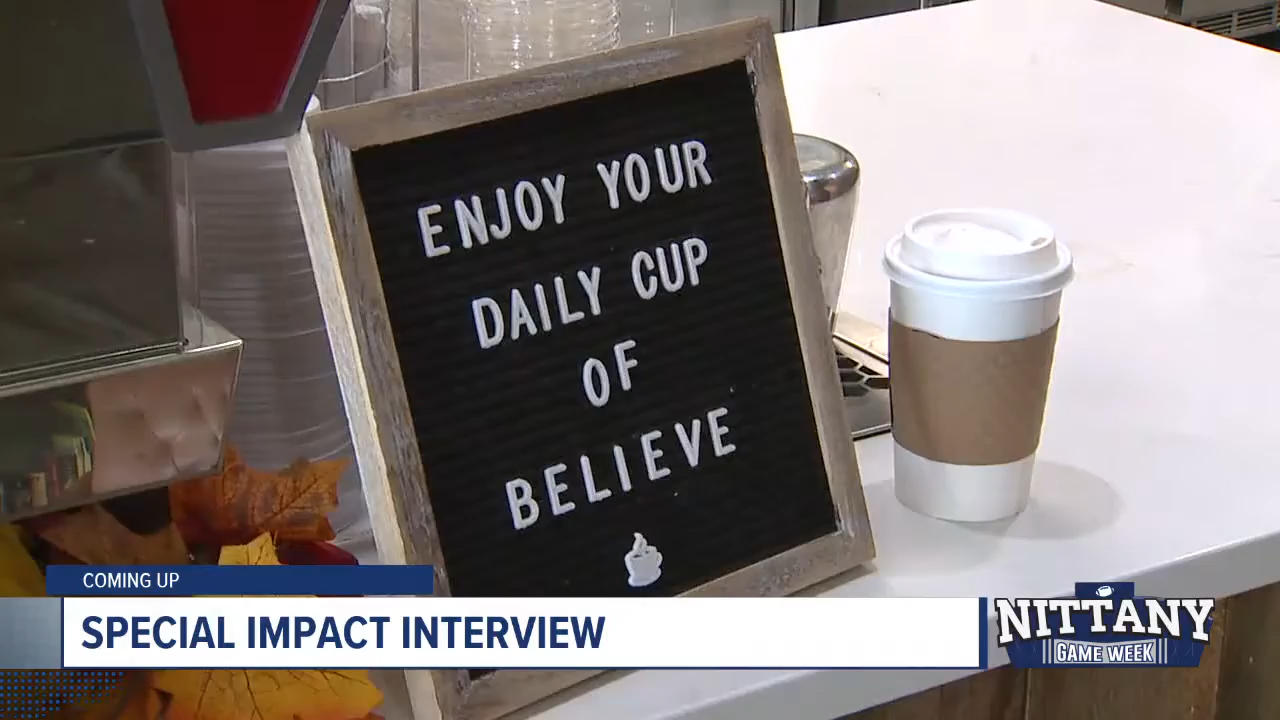 ENJOY YOUR
DAILY CUP
OF
BELIEVE
COMING UP
SPECIAL IMPACT INTERVIEW
NITTANY
GAME WEEK